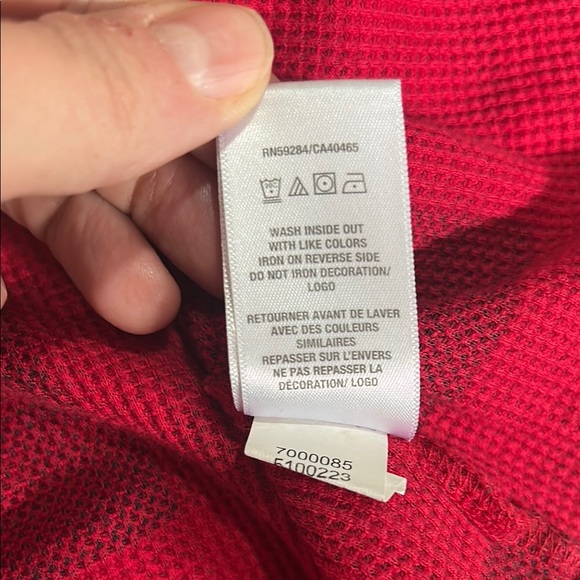 RN59284/CA40465
WASH INSIDE OUT
WITH LIKE COLORS
IRON ON REVERSE SIDE
DO NOT IRON DECORATION/
LOGO
RETOURNER AVANT DE LAVER
AVEC DES COULEURS
SIMILAIRES
REPASSER SUR L'ENVERS
NE PAS REPASSER LA
DÉCORATION/ LOGO
7000085
5100223